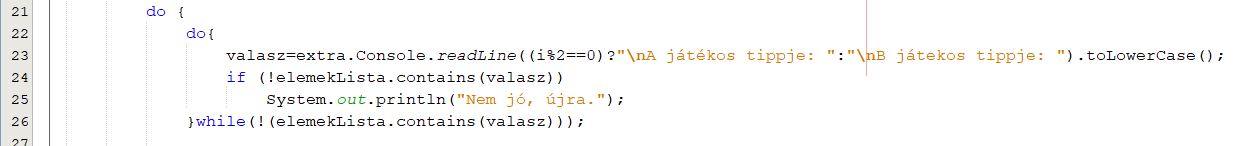 21 do {
22 do{
23 valasz=extra.Console.readLine((i%2==0)?"\nA játékos tippje: ":"\nB játekos tippje: ").toLowerCase();
24 if (!elemekLista.contains(valasz))
25 System.out.println("Nem jó, újra.");
26 }while(!(elemekLista.contains(valasz)));
27